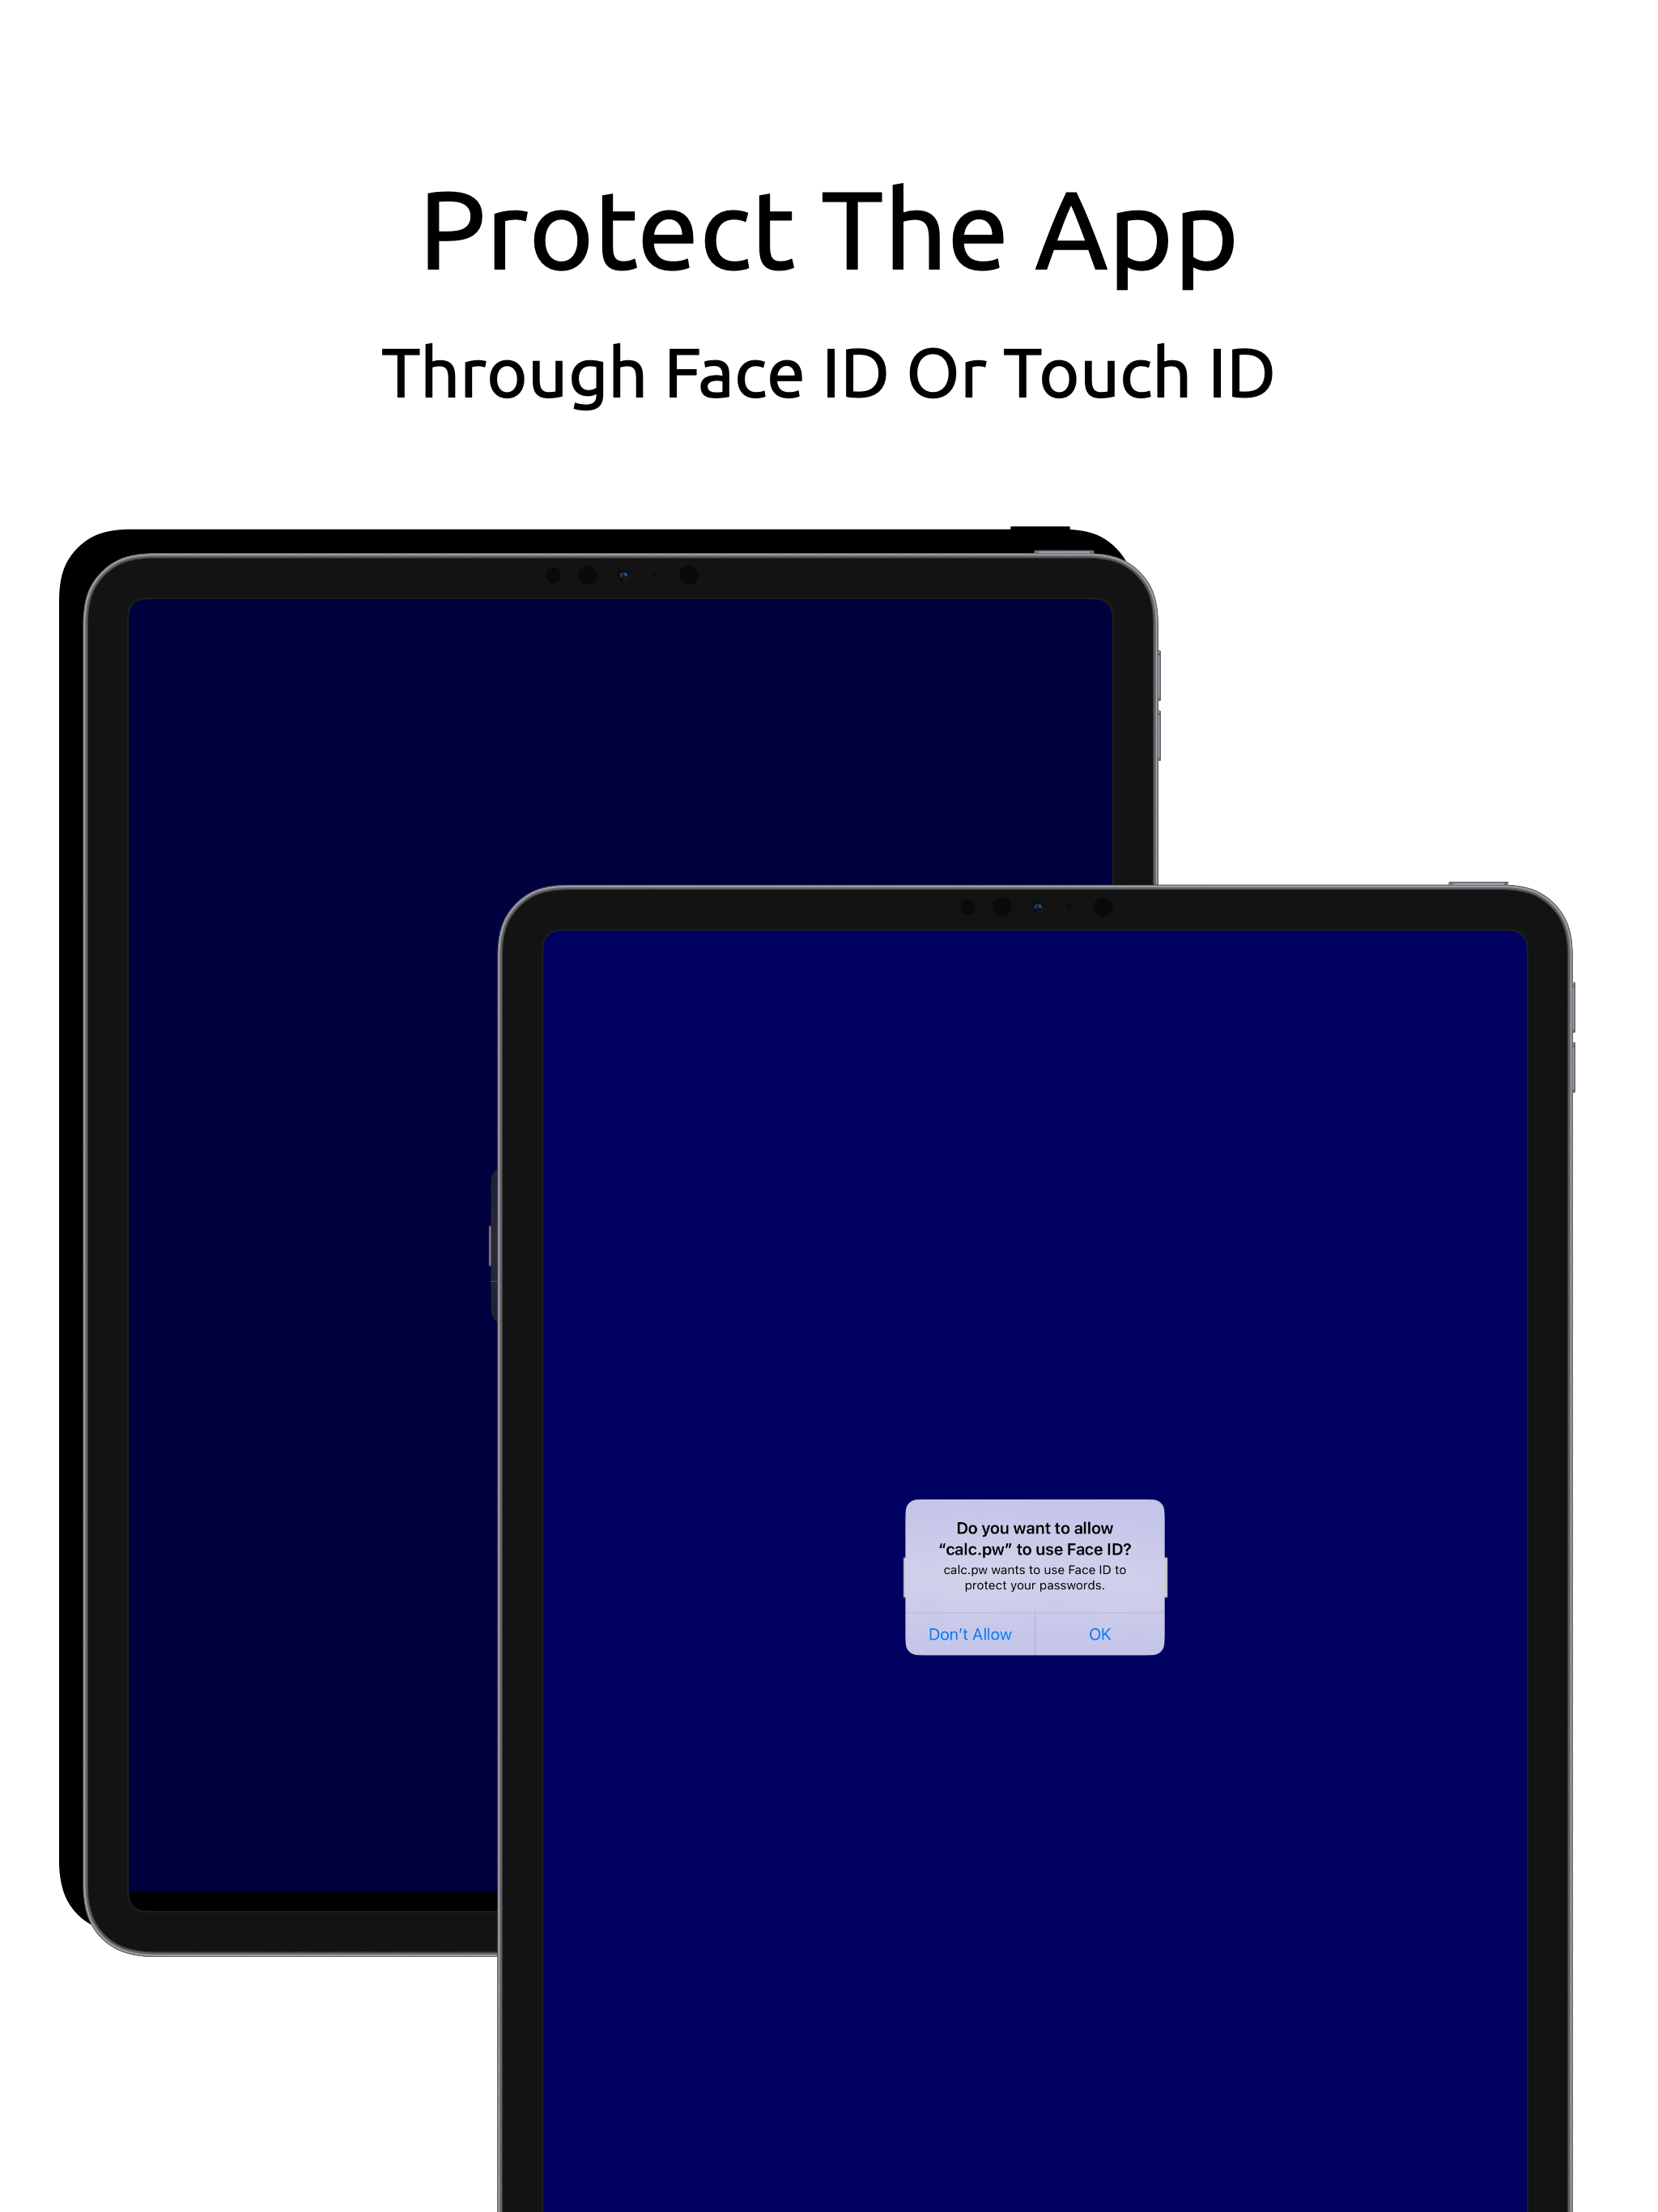 Protect The App
Through Face ID Or Touch ID
Do you want to allow
“calc.pw” to use Face ID?
calc.pw wants to use Face ID to
protect your passwords.
Don’t Allow
OK